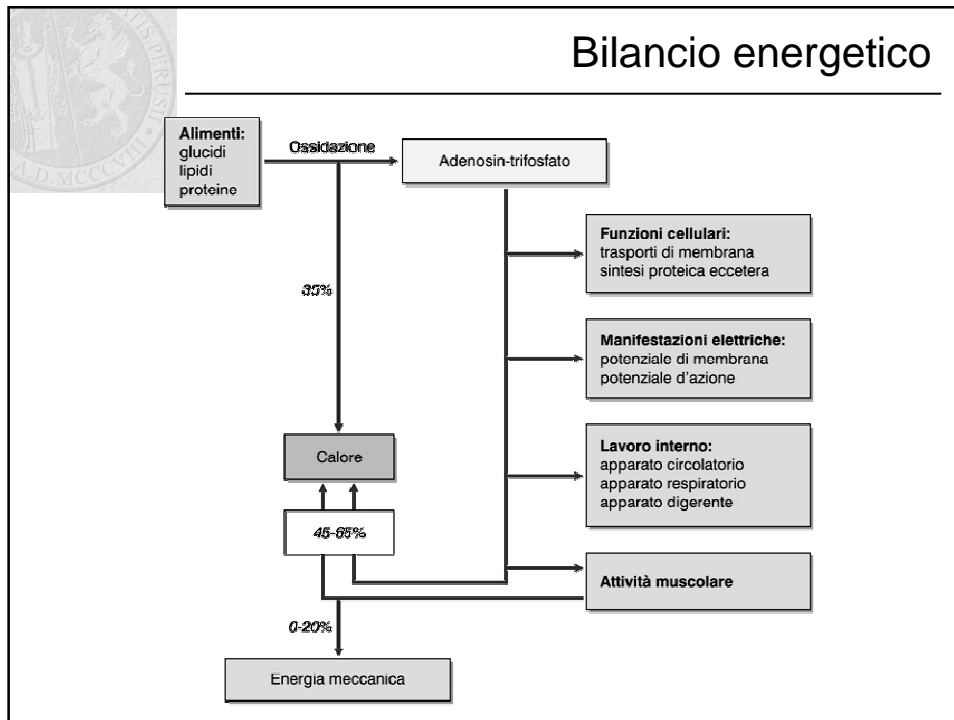 Bilancio energetico
Alimenti:
glucidi
lipidi
proteine
Ossidazione
Adenosin-trifosfato
Funzioni cellulari:
trasporti di membrana
sintesi proteica eccetera
35%
Manifestazioni elettriche:
potenziale di membrana
potenziale d'azione
Calore
Lavoro interno:
apparato circolatorio
apparato respiratorio
apparato digerente
45-65%
Attività muscolare
0-20%
Energia meccanica
A.D.MCCCVIII